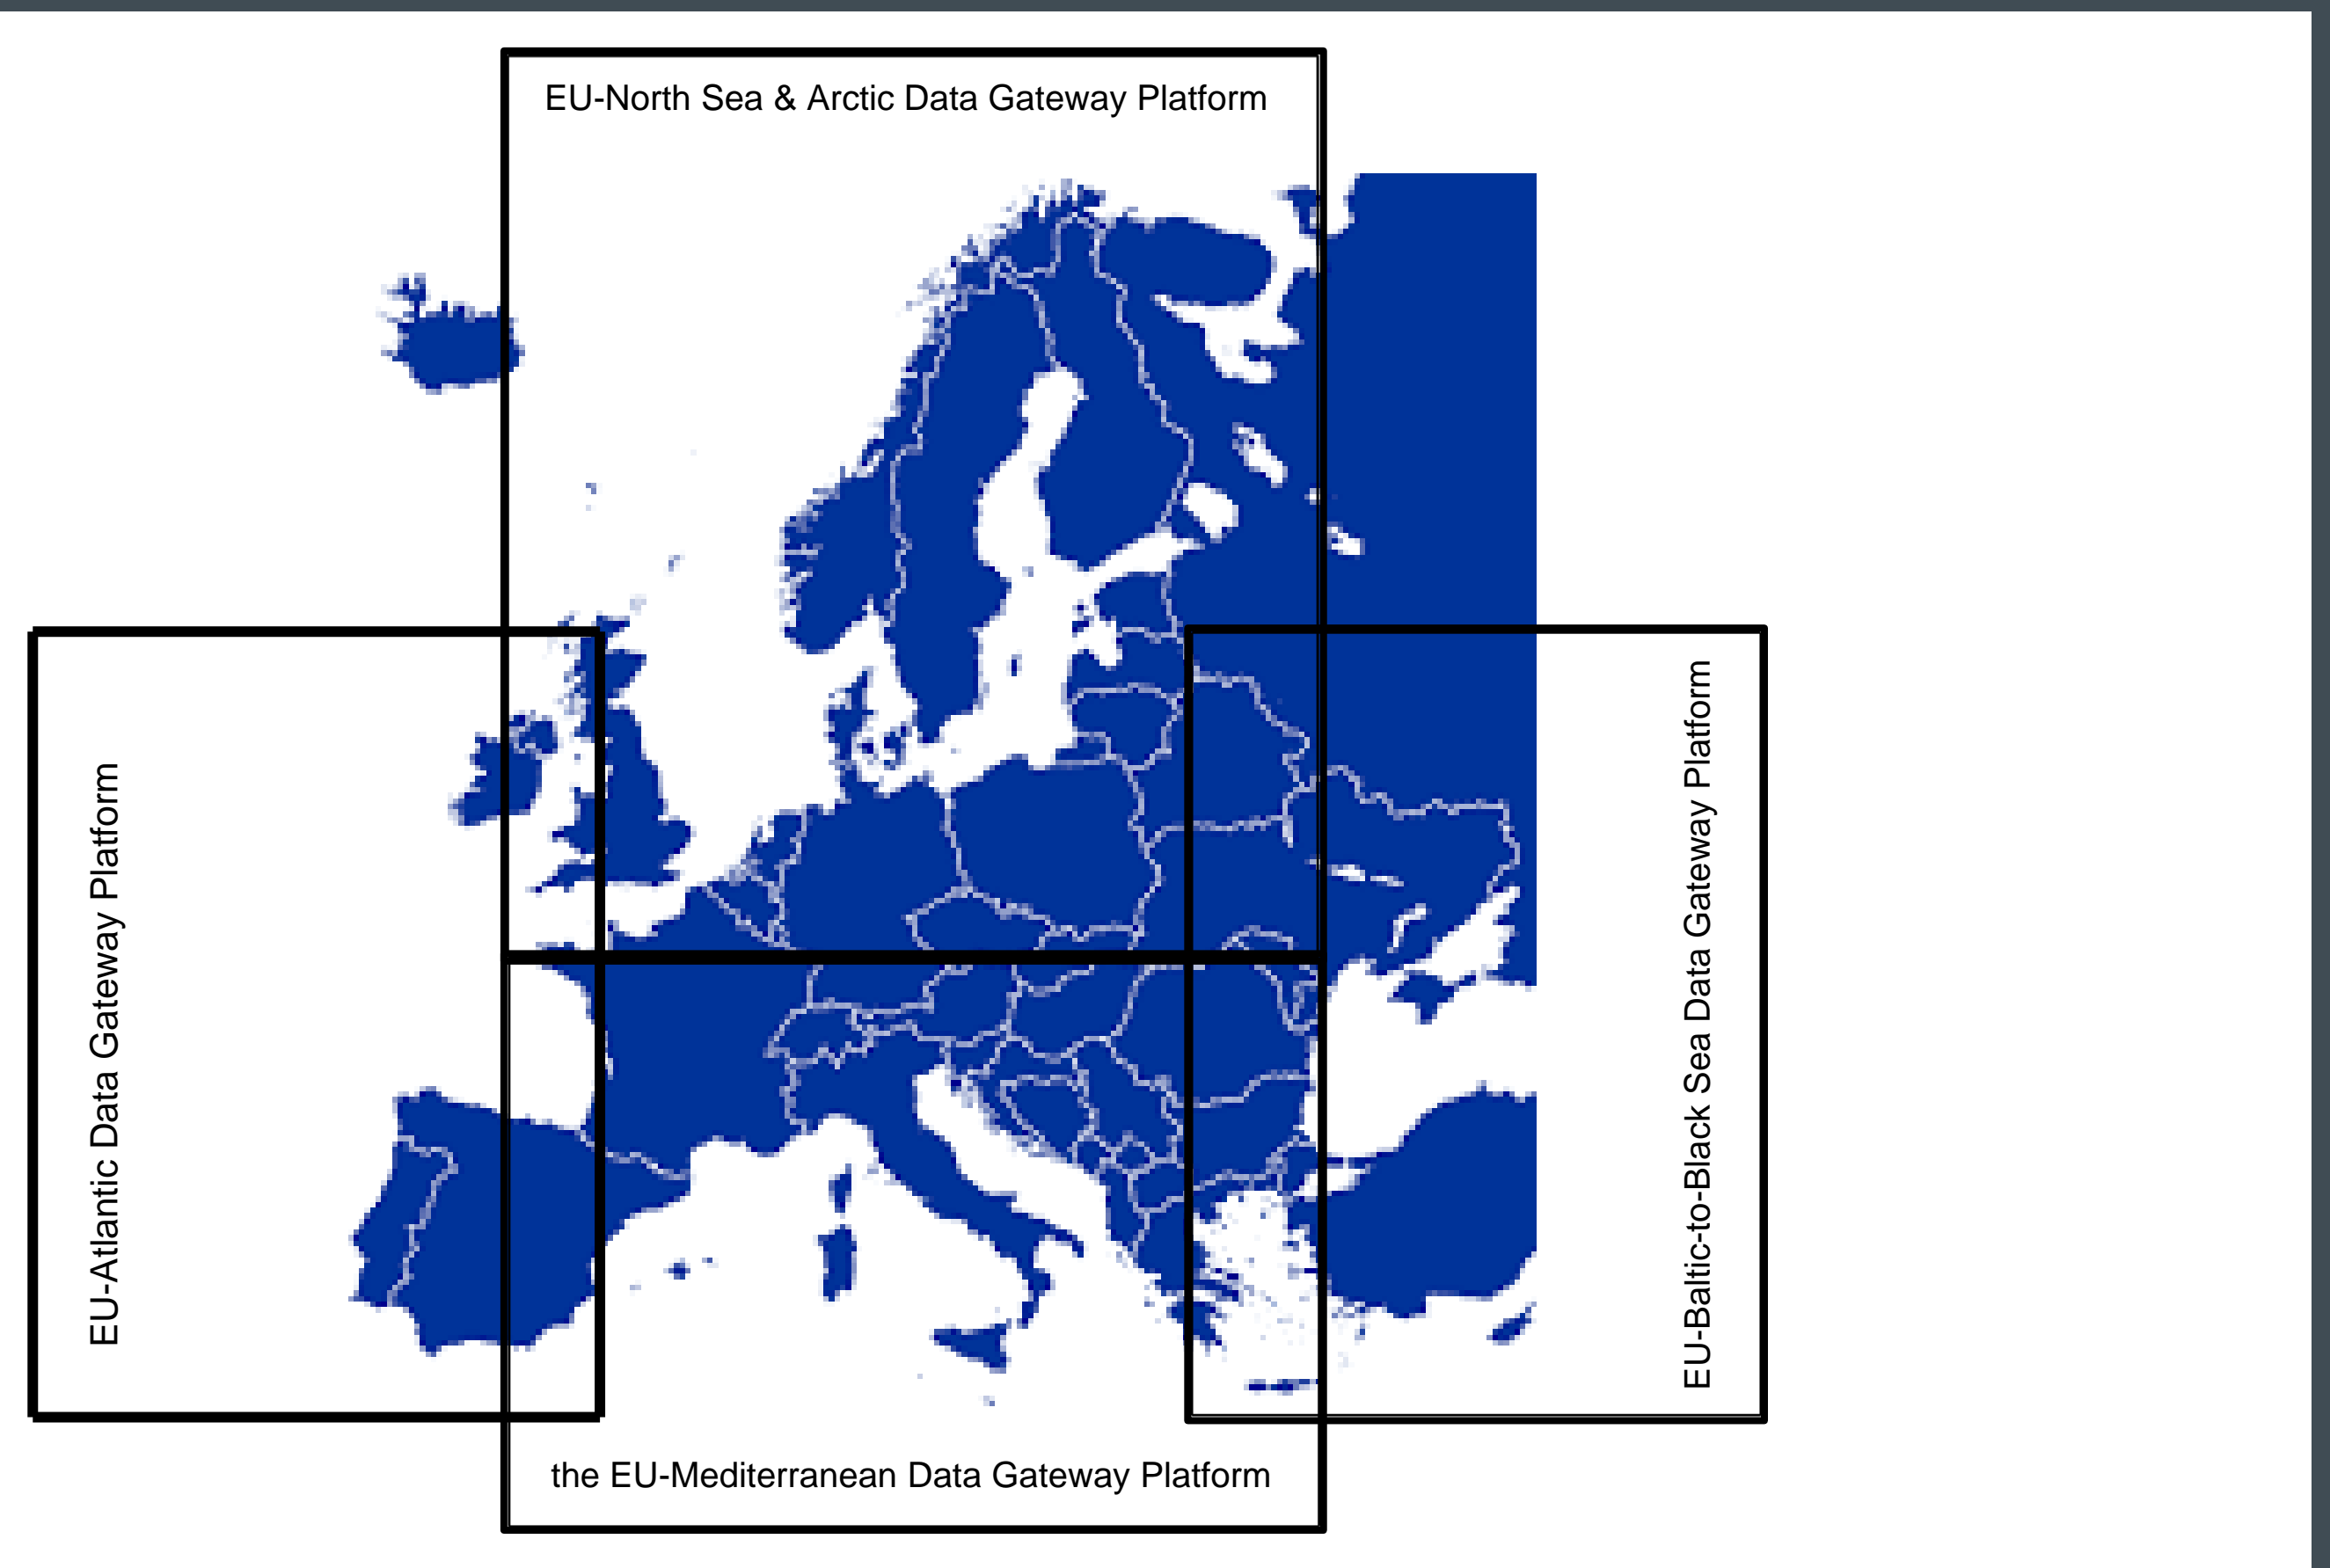 EU-North Sea & Arctic Data Gateway Platform
EU-Atlantic Data Gateway Platform
EU-Baltic-to-Black Sea Data Gateway Platform
the EU-Mediterranean Data Gateway Platform